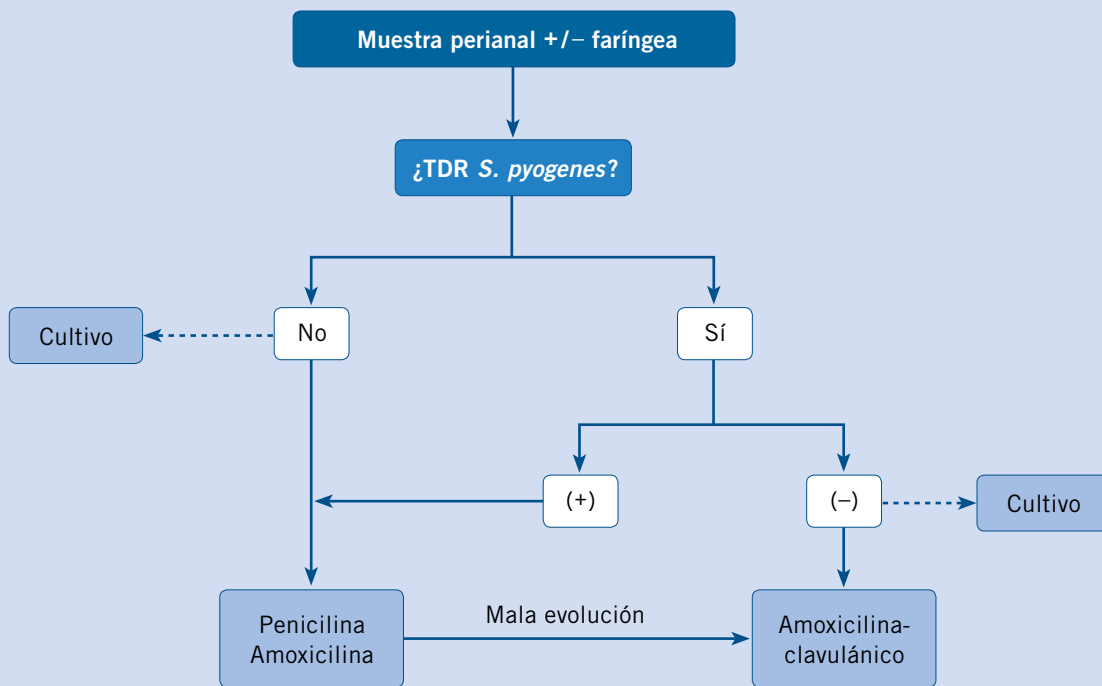 Muestra perianal +/– faríngea
¿TDR S. pyogenes?
Cultivo
No
Sí
(+)
(–)
Cultivo
Penicilina
Amoxicilina
Mala evolución
Amoxicilina-
clavulánico